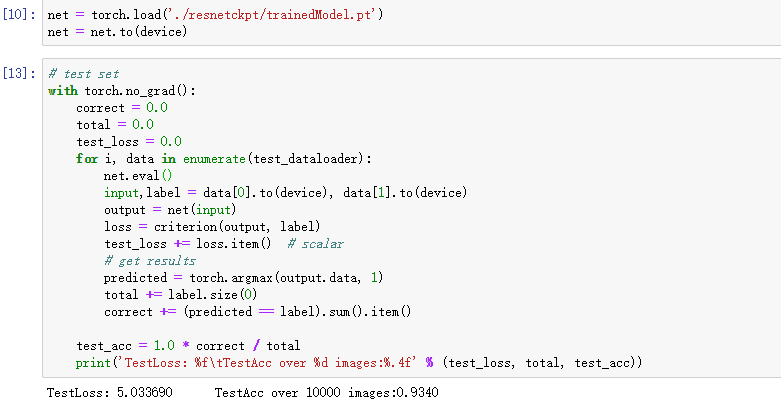 [10]: net = torch.load('./resnetckpt/trainedModel.pt')
net = net.to(device)
[13]: # test set
with torch.no_grad():
    correct = 0.0
    total = 0.0
    test_loss = 0.0
    for i, data in enumerate(test_dataloader):
        net.eval()
        input,label = data[0].to(device), data[1].to(device)
        output = net(input)
        loss = criterion(output, label)
        test_loss += loss.item()  # scalar
        # get results
        predicted = torch.argmax(output.data, 1)
        total += label.size(0)
        correct += (predicted == label).sum().item()
    test_acc = 1.0 * correct / total
    print('TestLoss: %f\tTestAcc over %d images:%.4f' % (test_loss, total, test_acc))
TestLoss: 5.033690      TestAcc over 10000 images:0.9340